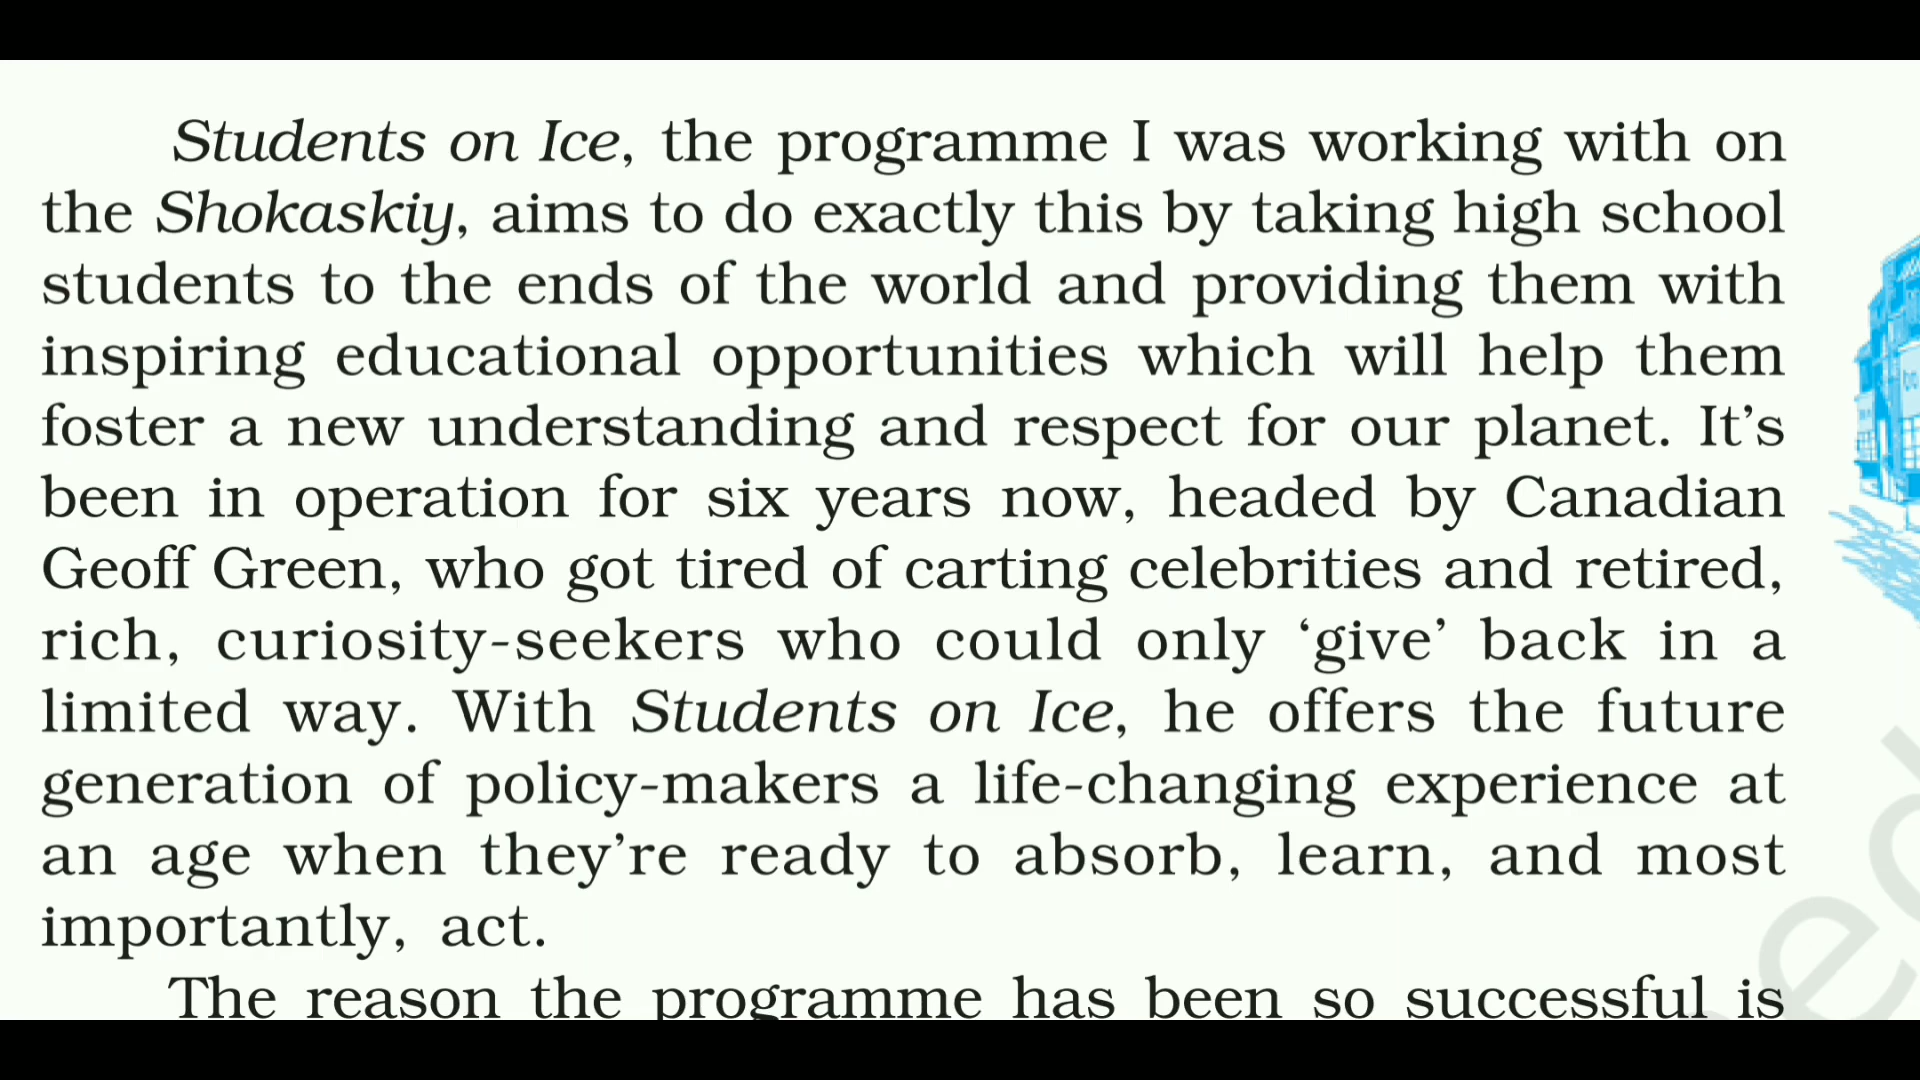 Students on Ice, the programme I was working with on
the Shokaskiy, aims to do exactly this by taking high school
students to the ends of the world and providing them with
inspiring educational opportunities which will help them
foster a new understanding and respect for our planet. It’s
been in operation for six years now, headed by Canadian
Geoff Green, who got tired of carting celebrities and retired,
rich, curiosity-seekers who could only ‘give’ back in a
limited way. With Students on Ice, he offers the future
generation of policy-makers a life-changing experience at
an age when they’re ready to absorb, learn, and most
importantly, act.
The reason the programme has been so successful is